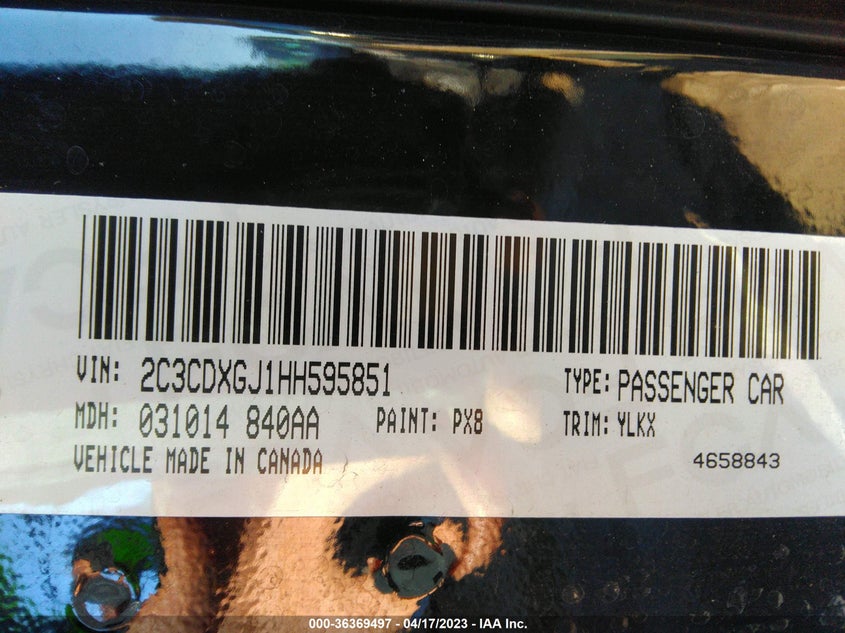 VIN: 2C3CDXGJ1HH595851 TYPE: PASSENGER CAR
MDH: 031014 840AA PAINT: PX8 TRIM: YLKX
VEHICLE MADE IN CANADA 4658843
000-36369497 - 04/17/2023 - IAA Inc.